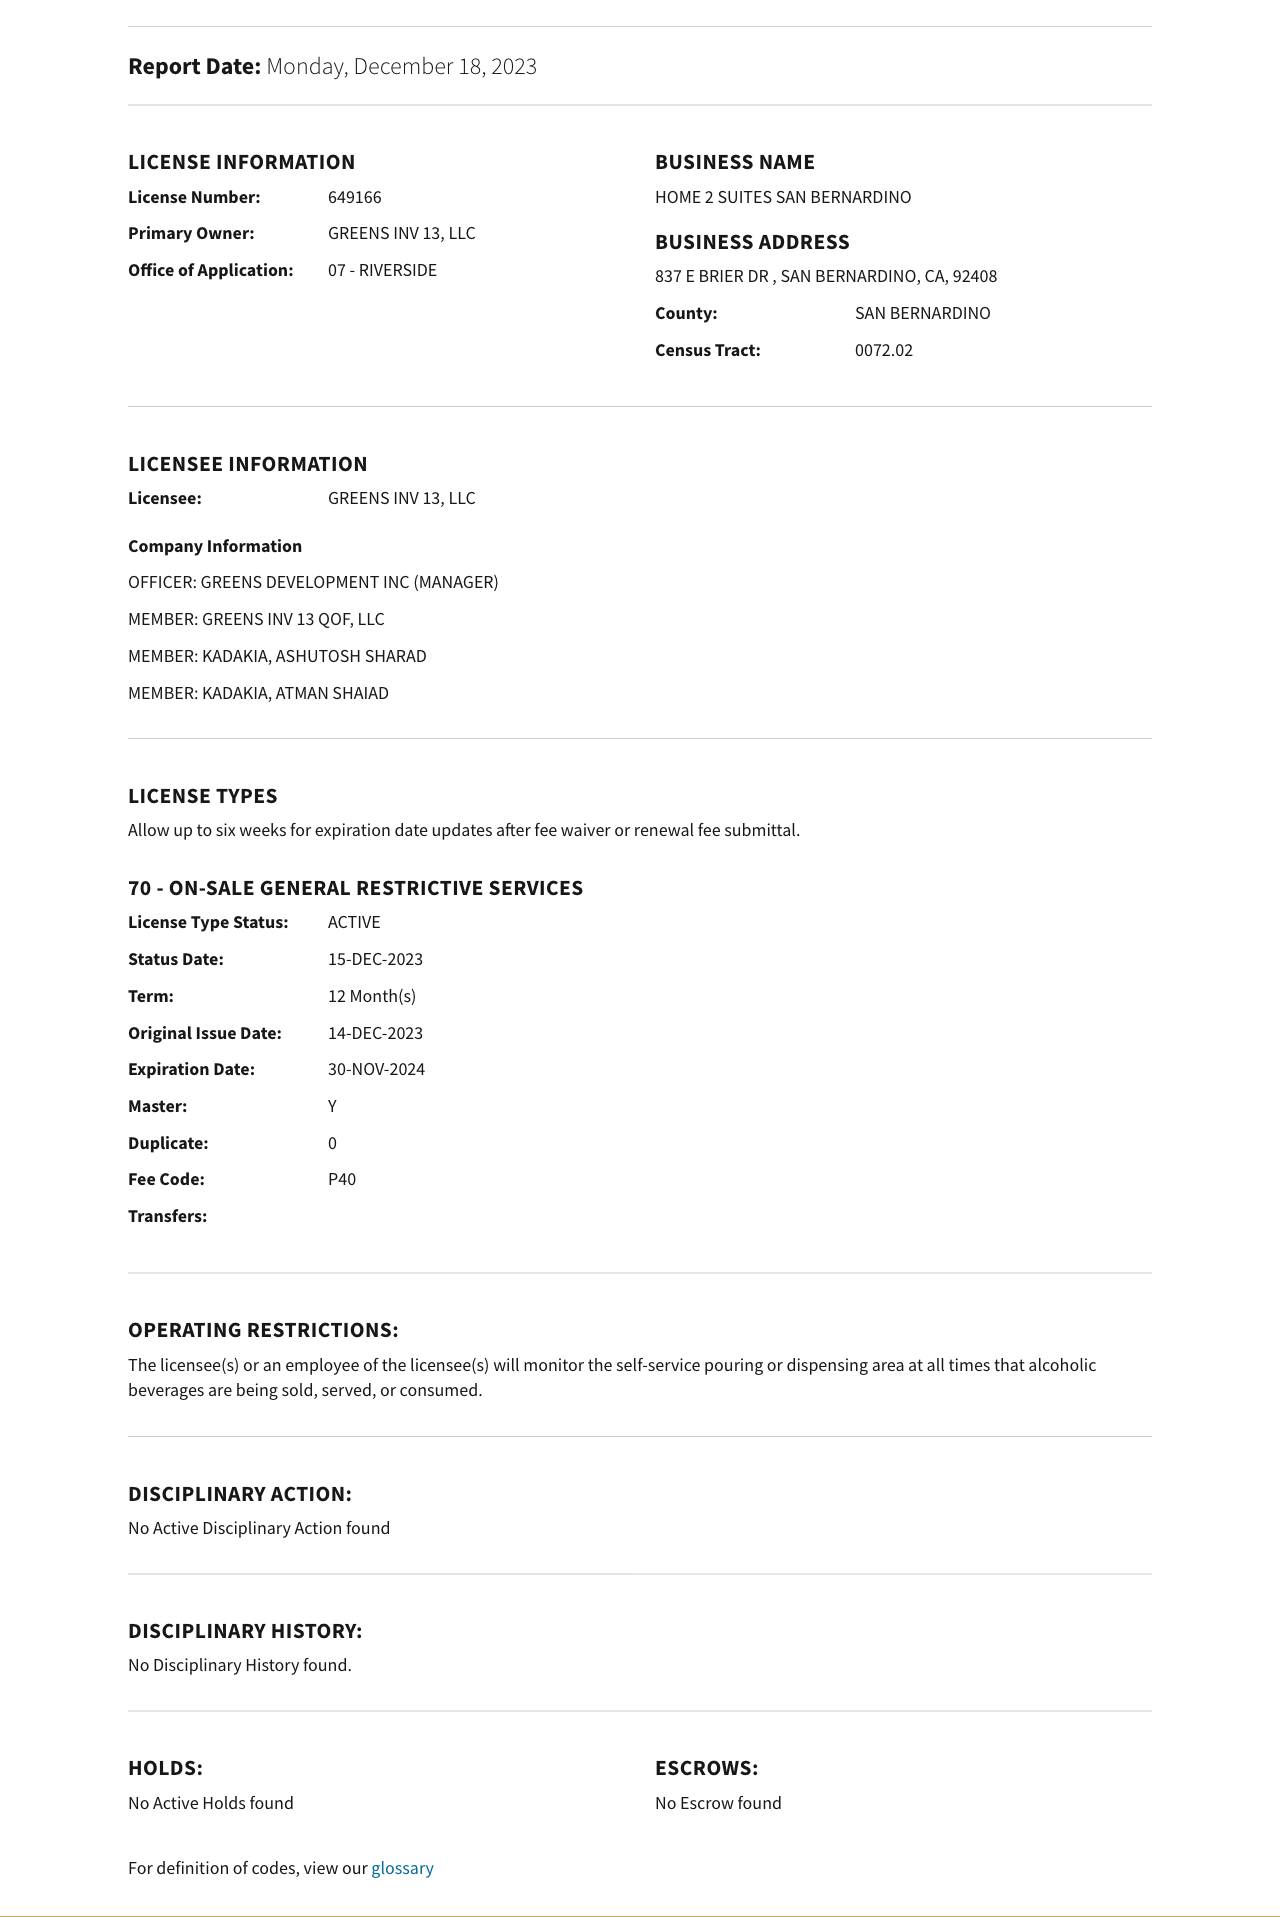 Report Date: Monday, December 18, 2023
LICENSE INFORMATION
License Number: 649166
Primary Owner: GREENS INV 13, LLC
Office of Application: 07 - RIVERSIDE
BUSINESS NAME
HOME 2 SUITES SAN BERNARDINO
BUSINESS ADDRESS
837 E BRIER DR , SAN BERNARDINO, CA, 92408
County: SAN BERNARDINO
Census Tract: 0072.02
LICENSEE INFORMATION
Licensee: GREENS INV 13, LLC
Company Information
OFFICER: GREENS DEVELOPMENT INC (MANAGER)
MEMBER: GREENS INV 13 QOF, LLC
MEMBER: KADAKIA, ASHUTOSH SHARAD
MEMBER: KADAKIA, ATMAN SHAIAD
LICENSE TYPES
Allow up to six weeks for expiration date updates after fee waiver or renewal fee submittal.
70 - ON-SALE GENERAL RESTRICTIVE SERVICES
License Type Status: ACTIVE
Status Date: 15-DEC-2023
Term: 12 Month(s)
Original Issue Date: 14-DEC-2023
Expiration Date: 30-NOV-2024
Master: Y
Duplicate: 0
Fee Code: P40
Transfers:
OPERATING RESTRICTIONS:
The licensee(s) or an employee of the licensee(s) will monitor the self-service pouring or dispensing area at all times that alcoholic
beverages are being sold, served, or consumed.
DISCIPLINARY ACTION:
No Active Disciplinary Action found
DISCIPLINARY HISTORY:
No Disciplinary History found.
HOLDS:
No Active Holds found
ESCROWS:
No Escrow found
For definition of codes, view our glossary